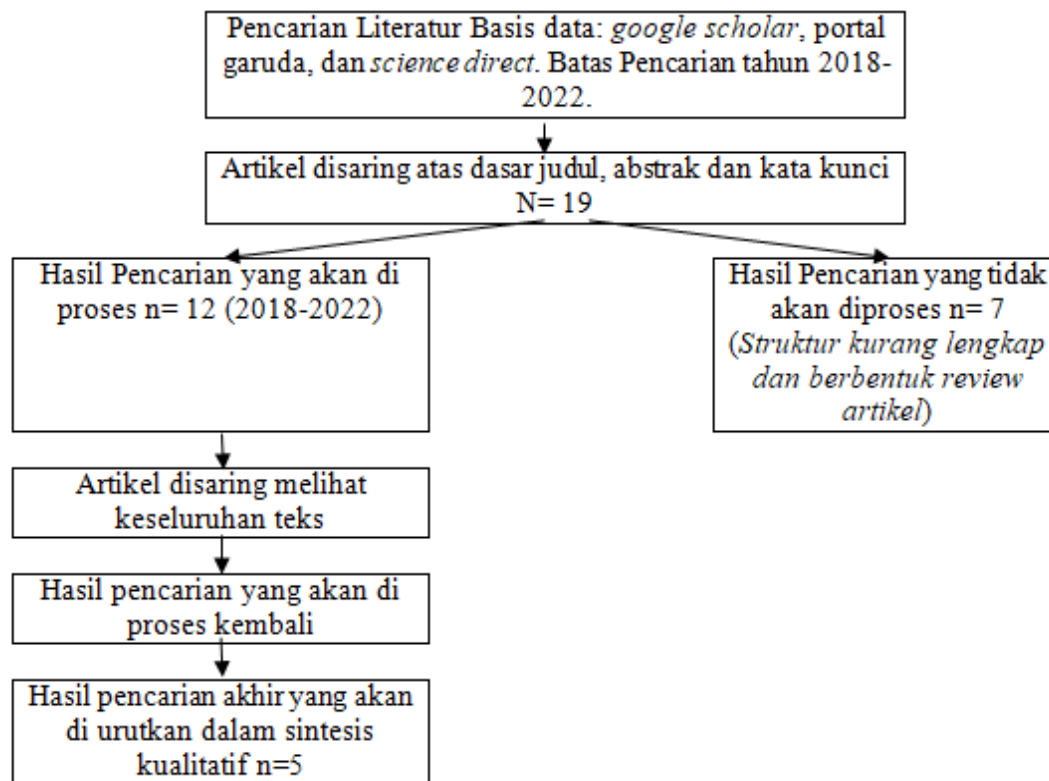 Pencarian Literatur Basis data: google scholar, portal
garuda, dan science direct. Batas Pencarian tahun 2018-
2022.
Artikel disaring atas dasar judul, abstrak dan kata kunci
N= 19
Hasil Pencarian yang akan di
proses n= 12 (2018-2022)
Hasil Pencarian yang tidak
akan diproses n= 7
(Struktur kurang lengkap
dan berbentuk review
artikel)
Artikel disaring melihat
keseluruhan teks
Hasil pencarian yang akan di
proses kembali
Hasil pencarian akhir yang akan
di urutkan dalam sintesis
kualitatif n=5